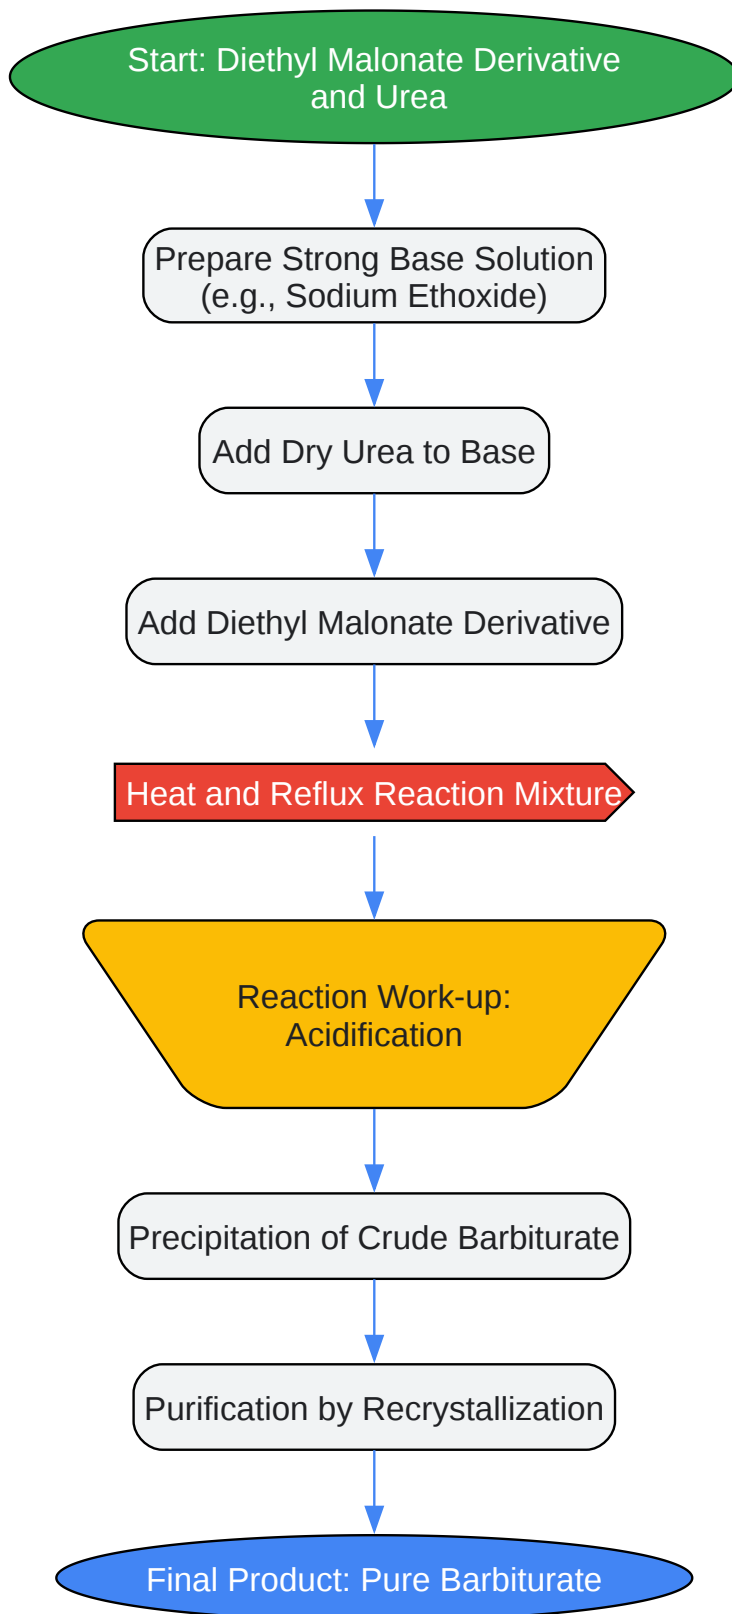 Start: Diethyl Malonate Derivative
and Urea
Prepare Strong Base Solution
(e.g., Sodium Ethoxide)
Add Dry Urea to Base
Add Diethyl Malonate Derivative
Heat and Reflux Reaction Mixture
Reaction Work-up:
Acidification
Precipitation of Crude Barbiturate
Purification by Recrystallization
Final Product: Pure Barbiturate